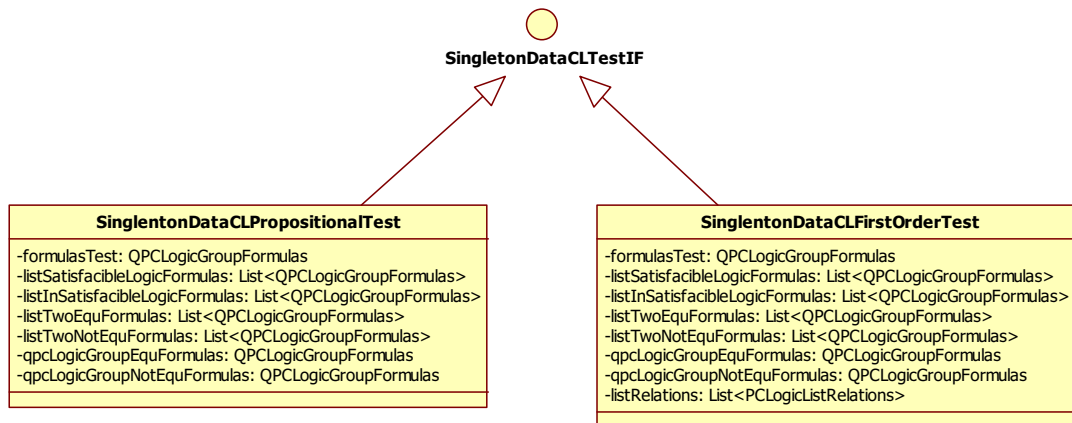 SingletonDataCLTestIF
SinglentonDataCLPropositionalTest
-formulasTest: QPCLogicGroupFormulas
-listSatisfacibleLogicFormulas: List<QPCLogicGroupFormulas>
-listInSatisfacibleLogicFormulas: List<QPCLogicGroupFormulas>
-listTwoEquFormulas: List<QPCLogicGroupFormulas>
-listTwoNotEquFormulas: List<QPCLogicGroupFormulas>
-qpcLogicGroupEquFormulas: QPCLogicGroupFormulas
-qpcLogicGroupNotEquFormulas: QPCLogicGroupFormulas
SinglentonDataCLFirstOrderTest
-formulasTest: QPCLogicGroupFormulas
-listSatisfacibleLogicFormulas: List<QPCLogicGroupFormulas>
-listInSatisfacibleLogicFormulas: List<QPCLogicGroupFormulas>
-listTwoEquFormulas: List<QPCLogicGroupFormulas>
-listTwoNotEquFormulas: List<QPCLogicGroupFormulas>
-qpcLogicGroupEquFormulas: QPCLogicGroupFormulas
-qpcLogicGroupNotEquFormulas: QPCLogicGroupFormulas
-listRelations: List<PCLogicListRelations>